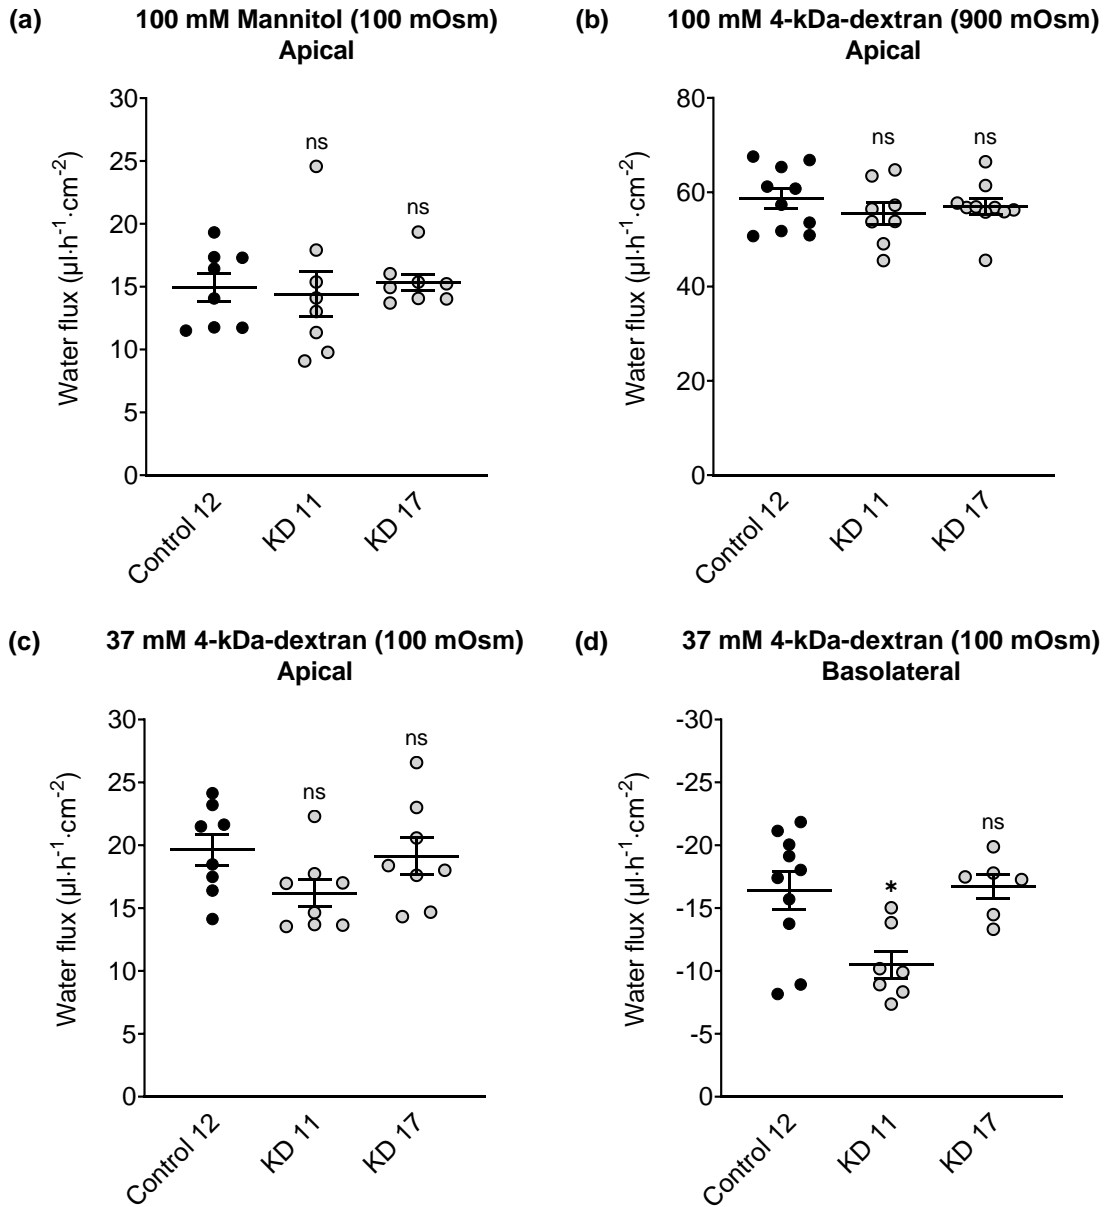 (a)
100 mM Mannitol (100 mOsm)
Apical
Water flux (µl·h⁻¹·cm⁻²)
30
25
20
15
10
5
0
ns
ns
Control 12
KD 11
KD 17
(b)
100 mM 4-kDa-dextran (900 mOsm)
Apical
Water flux (µl·h⁻¹·cm⁻²)
80
60
40
20
0
ns
ns
Control 12
KD 11
KD 17
(c)
37 mM 4-kDa-dextran (100 mOsm)
Apical
Water flux (µl·h⁻¹·cm⁻²)
30
25
20
15
10
5
0
ns
ns
Control 12
KD 11
KD 17
(d)
37 mM 4-kDa-dextran (100 mOsm)
Basolateral
Water flux (µl·h⁻¹·cm⁻²)
-30
-25
-20
-15
-10
-5
0
*
ns
Control 12
KD 11
KD 17